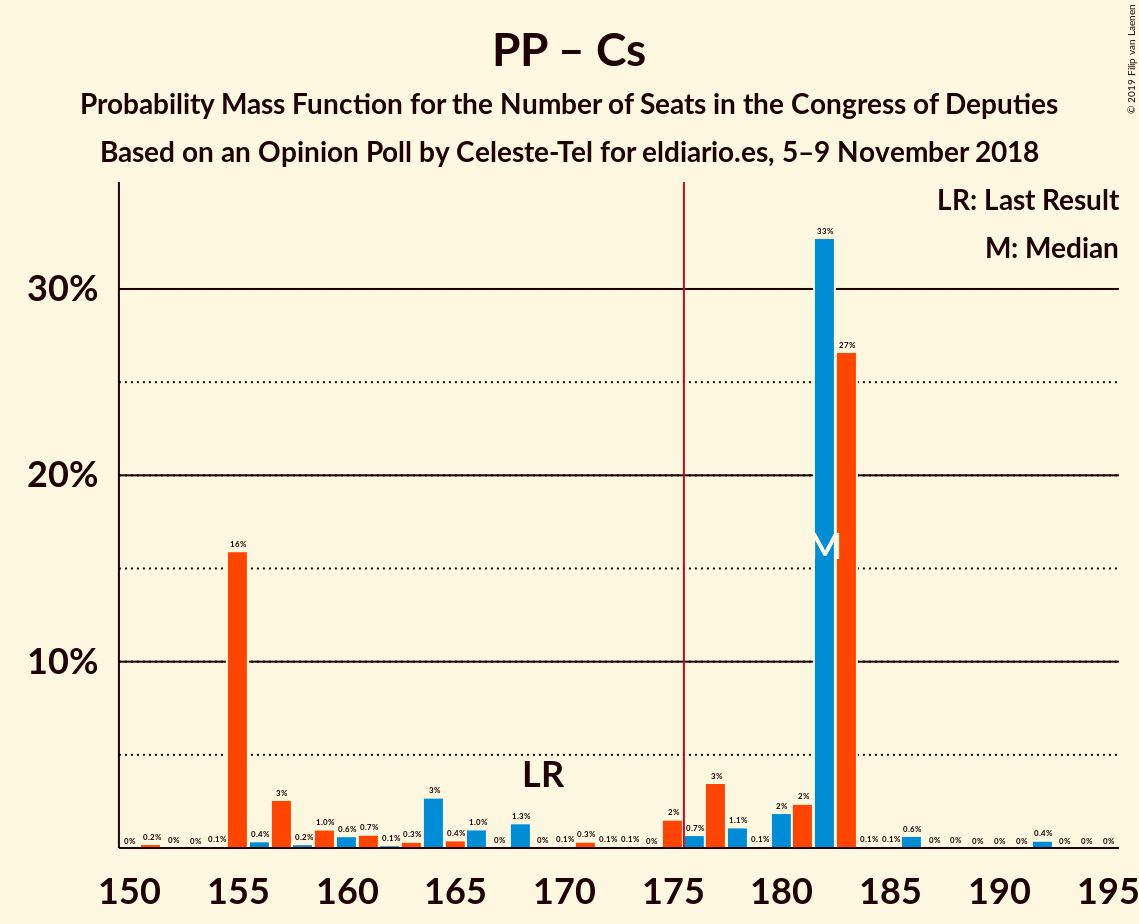 © 2019 Filip van Laenen
PP – Cs
Probability Mass Function for the Number of Seats in the Congress of Deputies
Based on an Opinion Poll by Celeste-Tel for eldiario.es, 5–9 November 2018
LR: Last Result
M: Median
30%
20%
10%
0% 0.2% 0% 0% 0.1% 16% 0.4% 3% 0.2% 1.0% 0.6% 0.7% 0.1% 0.3% 3% 0.4% 1.0% 0% 1.3% 0% 0.1% 0.3% 0.1% 0.1% 0% 2% 0.7% 3% 1.1% 0.1% 2% 2% 33% 27% 0.1% 0.1% 0.6% 0% 0% 0% 0% 0% 0.4% 0% 0% 0%
M
LR
150 155 160 165 170 175 180 185 190 195